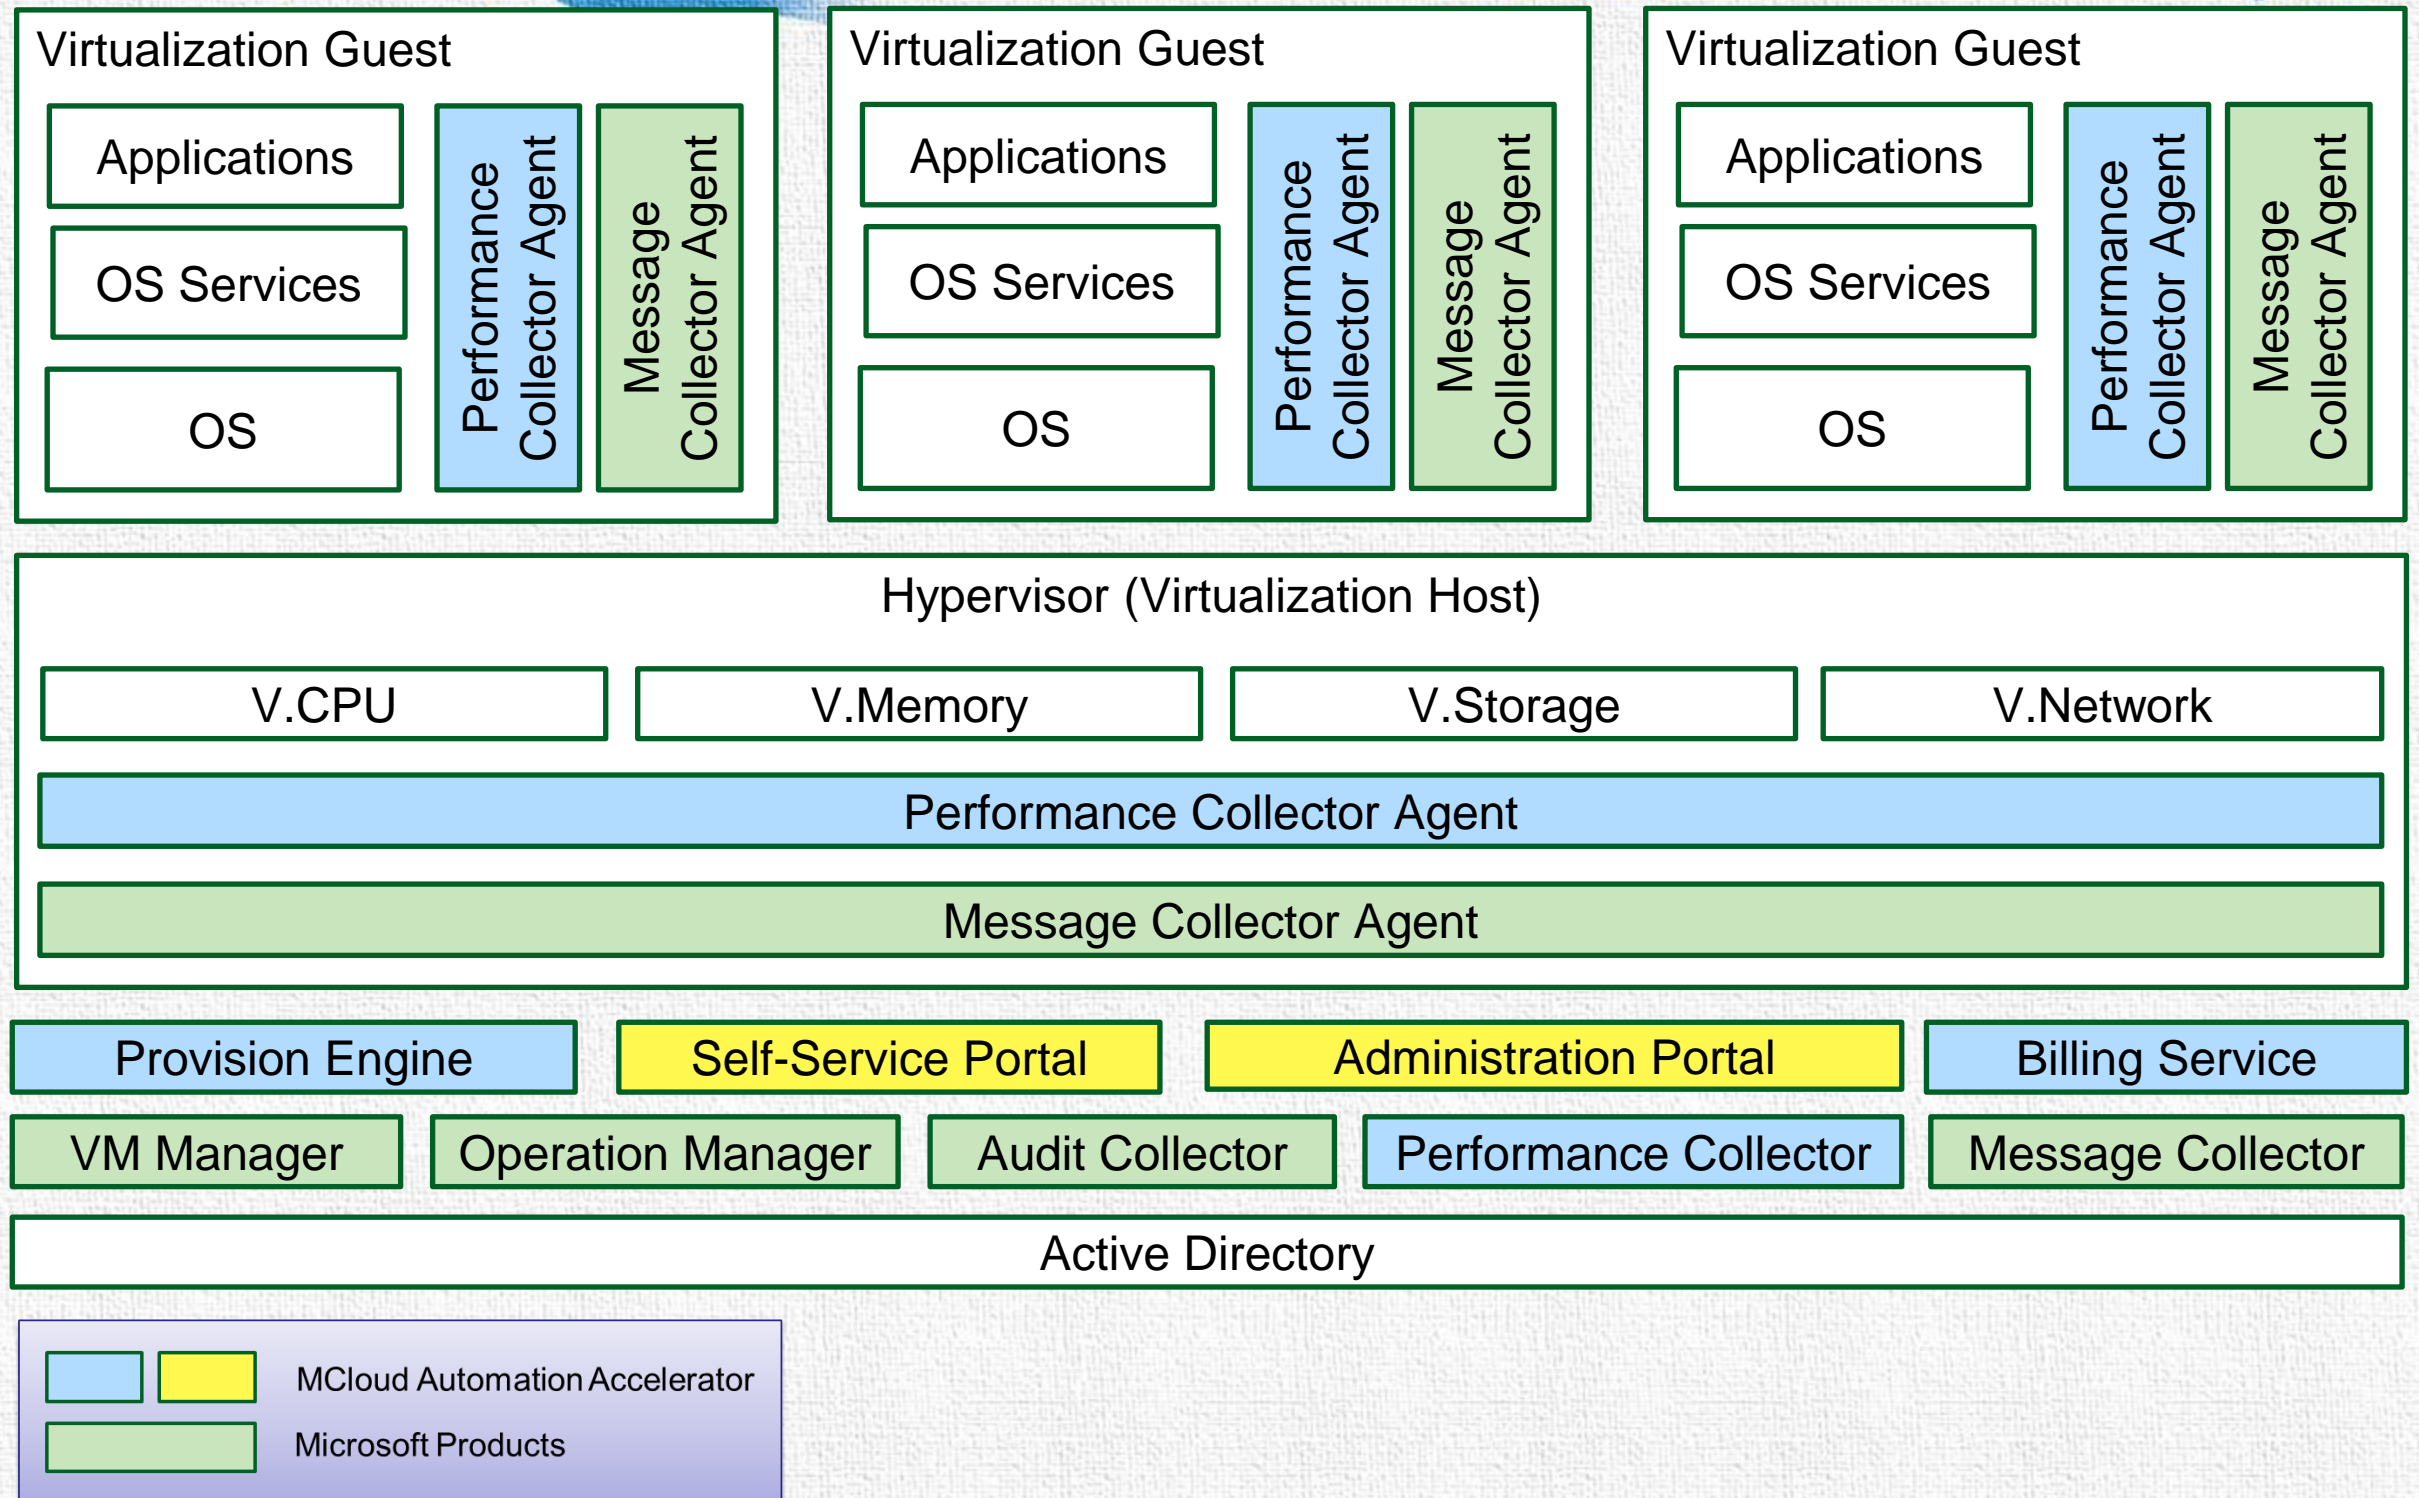 Virtualization Guest
Applications
OS Services
OS
Performance
Collector Agent
Message
Collector Agent
Virtualization Guest
Applications
OS Services
OS
Performance
Collector Agent
Message
Collector Agent
Virtualization Guest
Applications
OS Services
OS
Performance
Collector Agent
Message
Collector Agent
Hypervisor (Virtualization Host)
V.CPU
V.Memory
V.Storage
V.Network
Performance Collector Agent
Message Collector Agent
Provision Engine
Self-Service Portal
Administration Portal
Billing Service
VM Manager
Operation Manager
Audit Collector
Performance Collector
Message Collector
Active Directory
MCloud Automation Accelerator
Microsoft Products